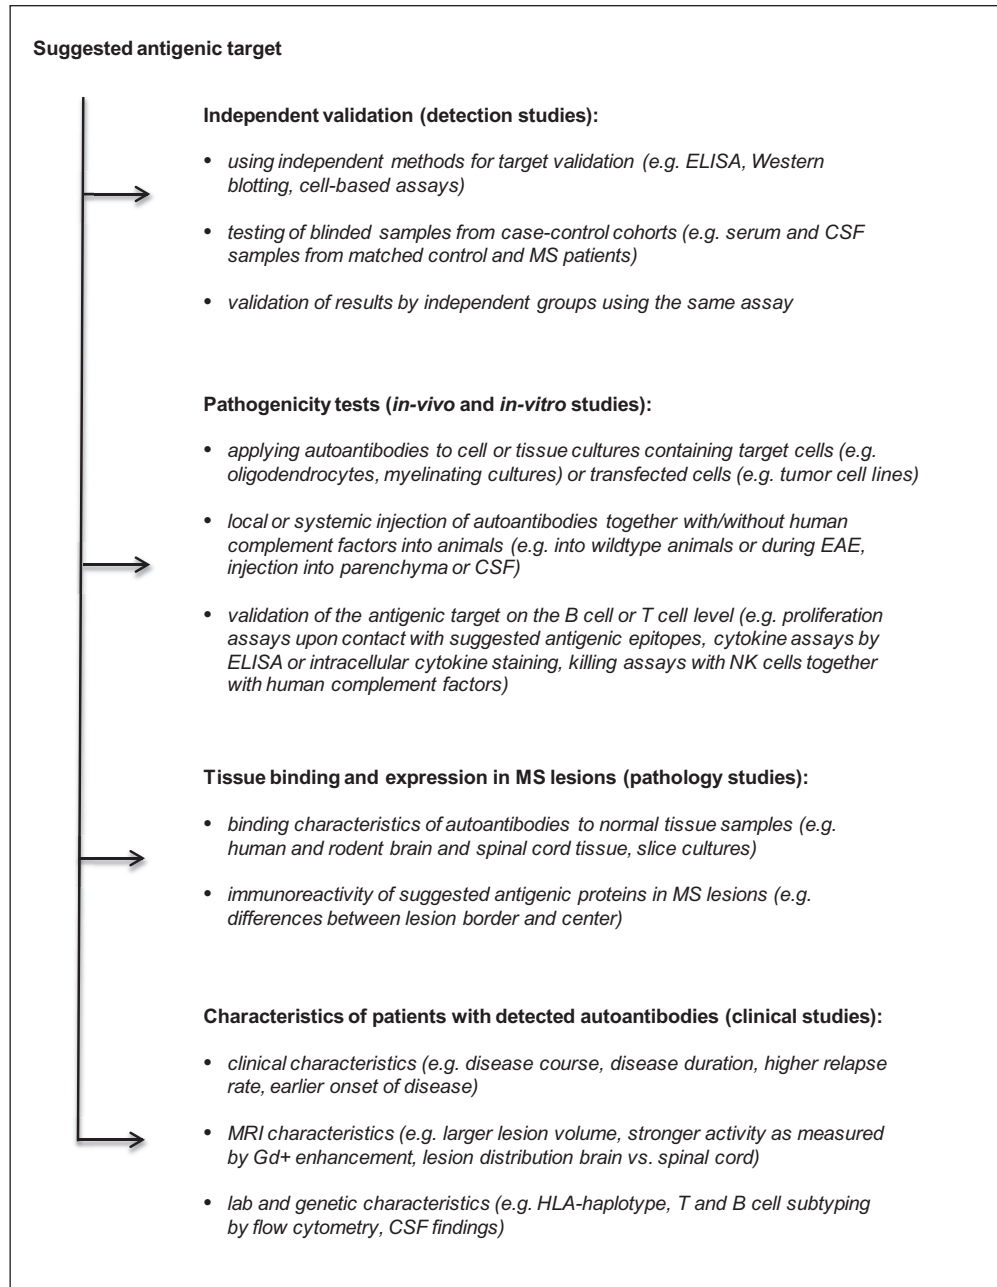 Suggested antigenic target
Independent validation (detection studies):
• using independent methods for target validation (e.g. ELISA, Western
blotting, cell-based assays)
• testing of blinded samples from case-control cohorts (e.g. serum and CSF
samples from matched control and MS patients)
• validation of results by independent groups using the same assay
Pathogenicity tests (in-vivo and in-vitro studies):
• applying autoantibodies to cell or tissue cultures containing target cells (e.g.
oligodendrocytes, myelinating cultures) or transfected cells (e.g. tumor cell lines)
• local or systemic injection of autoantibodies together with/without human
complement factors into animals (e.g. into wildtype animals or during EAE,
injection into parenchyma or CSF)
• validation of the antigenic target on the B cell or T cell level (e.g. proliferation
assays upon contact with suggested antigenic epitopes, cytokine assays by
ELISA or intracellular cytokine staining, killing assays with NK cells together
with human complement factors)
Tissue binding and expression in MS lesions (pathology studies):
• binding characteristics of autoantibodies to normal tissue samples (e.g.
human and rodent brain and spinal cord tissue, slice cultures)
• immunoreactivity of suggested antigenic proteins in MS lesions (e.g.
differences between lesion border and center)
Characteristics of patients with detected autoantibodies (clinical studies):
• clinical characteristics (e.g. disease course, disease duration, higher relapse
rate, earlier onset of disease)
• MRI characteristics (e.g. larger lesion volume, stronger activity as measured
by Gd+ enhancement, lesion distribution brain vs. spinal cord)
• lab and genetic characteristics (e.g. HLA-haplotype, T and B cell subtyping
by flow cytometry, CSF findings)